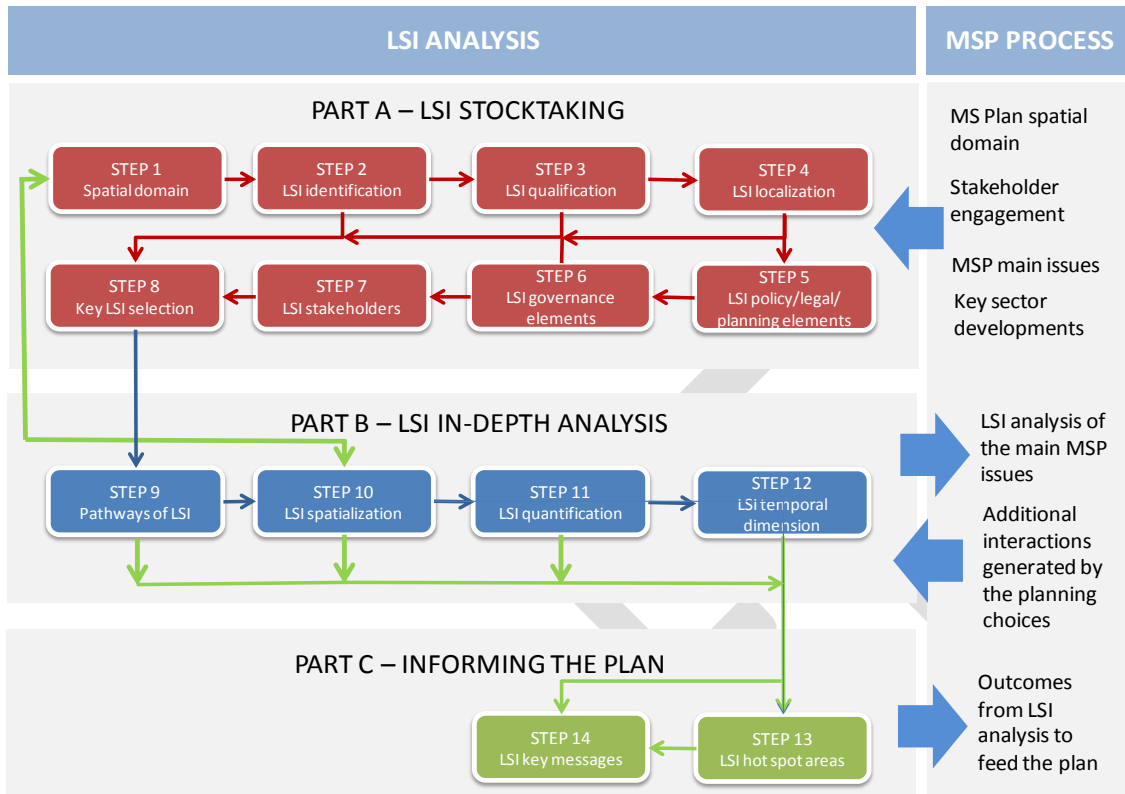 LSI ANALYSIS
MSP PROCESS
PART A – LSI STOCKTAKING
STEP 1
Spatial domain
STEP 2
LSI identification
STEP 3
LSI qualification
STEP 4
LSI localization
STEP 8
Key LSI selection
STEP 7
LSI stakeholders
STEP 6
LSI governance
elements
STEP 5
LSI policy/legal/
planning elements
MS Plan spatial
domain
Stakeholder
engagement
MSP main issues
Key sector
developments
PART B – LSI IN-DEPTH ANALYSIS
STEP 9
Pathways of LSI
STEP 10
LSI spatialization
STEP 11
LSI quantification
STEP 12
LSI temporal
dimension
LSI analysis of
the main MSP
issues
Additional
interactions
generated by
the planning
choices
PART C – INFORMING THE PLAN
STEP 14
LSI key messages
STEP 13
LSI hot spot areas
Outcomes
from LSI
analysis to
feed the plan